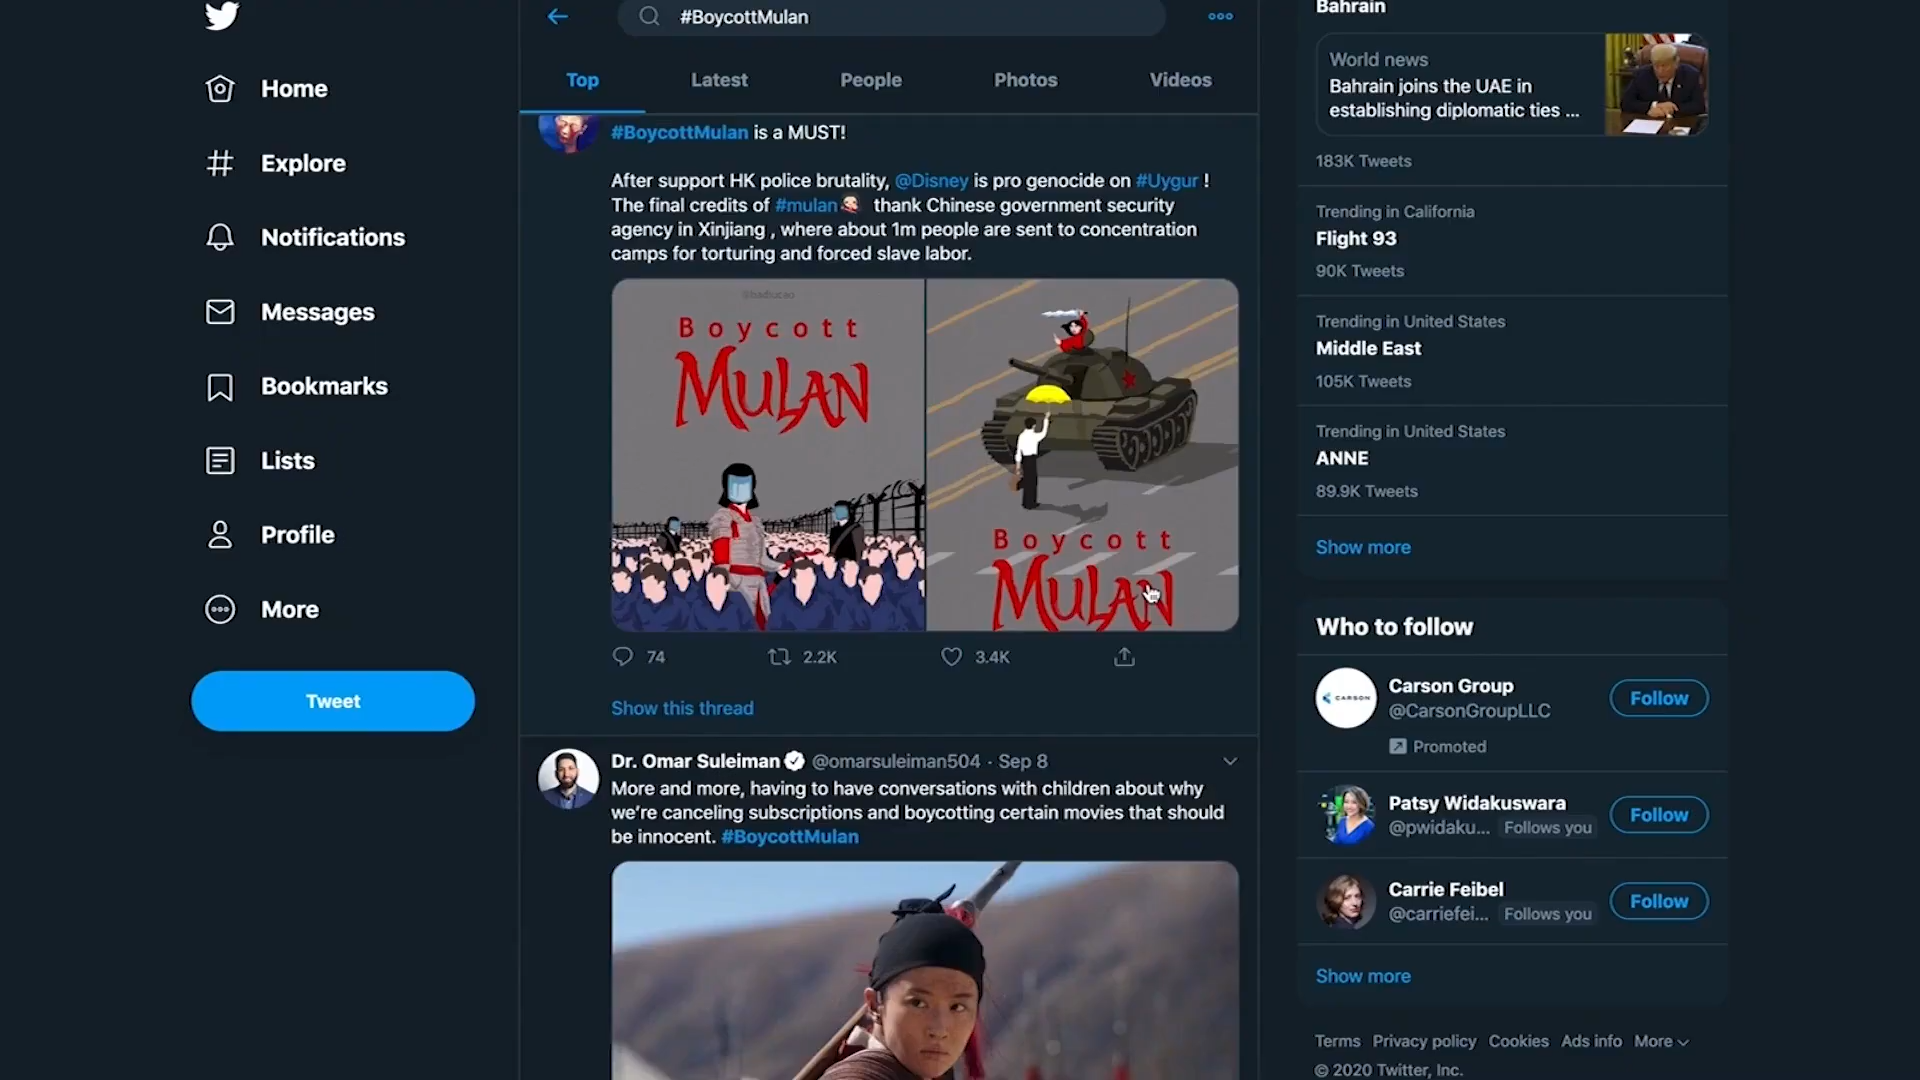 #BoycottMulan
Home
Explore
Notifications
Messages
Bookmarks
Lists
Profile
More
Tweet
Top
Latest
People
Photos
Videos
#BoycottMulan is a MUST!
After support HK police brutality, @Disney is pro genocide on #Uygur !
The final credits of #mulan thank Chinese government security
agency in Xinjiang , where about 1m people are sent to concentration
camps for torturing and forced slave labor.
@badiucao
Boycott
MULAN
Boycott
MULAN
74
2.2K
3.4K
Show this thread
Dr. Omar Suleiman @omarsuleiman504 · Sep 8
More and more, having to have conversations with children about why
we're canceling subscriptions and boycotting certain movies that should
be innocent. #BoycottMulan
Bahrain
World news
Bahrain joins the UAE in
establishing diplomatic ties ...
183K Tweets
Trending in California
Flight 93
90K Tweets
Trending in United States
Middle East
105K Tweets
Trending in United States
ANNE
89.9K Tweets
Show more
Who to follow
CARSON
Carson Group
@CarsonGroupLLC
Follow
Promoted
Patsy Widakuswara
@pwidaku... Follows you
Follow
Carrie Feibel
@carriefei... Follows you
Follow
Show more
Terms Privacy policy Cookies Ads info More
© 2020 Twitter, Inc.